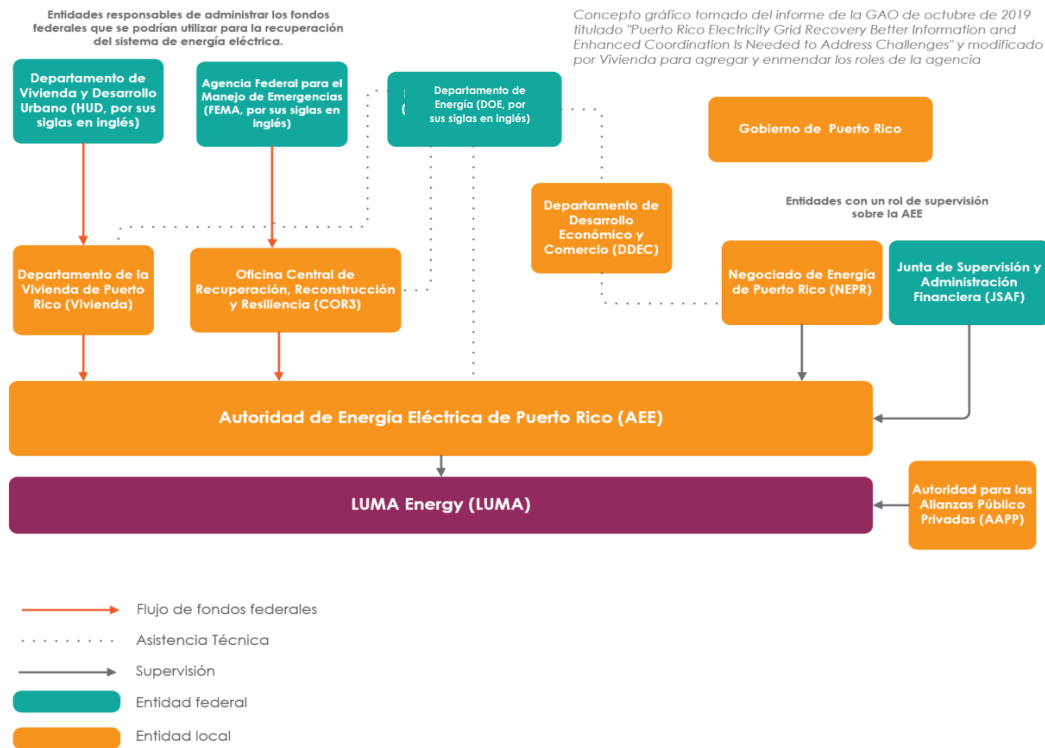 Entidades responsables de administrar los fondos
federales que se podrían utilizar para la recuperación
del sistema de energía eléctrica.
Concepto gráfico tomado del informe de la GAO de octubre de 2019
titulado "Puerto Rico Electricity Grid Recovery Better Information and
Enhanced Coordination Is Needed to Address Challenges" y modificado
por Vivienda para agregar y enmendar los roles de la agencia
Departamento de
Vivienda y Desarrollo
Urbano (HUD, por sus
siglas en inglés)
Agencia Federal para el
Manejo de Emergencias
(FEMA, por sus siglas en
inglés)
Departamento de
Energía (DOE, por
sus siglas en inglés)
Gobierno de Puerto Rico
Departamento de
Desarrollo
Económico y
Comercio (DDEC)
Entidades con un rol de supervisión
sobre la AEE
Departamento de la
Vivienda de Puerto
Rico (Vivienda)
Oficina Central de
Recuperación, Reconstrucción
y Resiliencia (COR3)
Negociado de Energía
de Puerto Rico (NEPR)
Junta de Supervisión y
Administración
Financiera (JSAF)
Autoridad de Energía Eléctrica de Puerto Rico (AEE)
LUMA Energy (LUMA)
Autoridad para las
Alianzas Público
Privadas (AAPP)
Flujo de fondos federales
Asistencia Técnica
Supervisión
Entidad federal
Entidad local